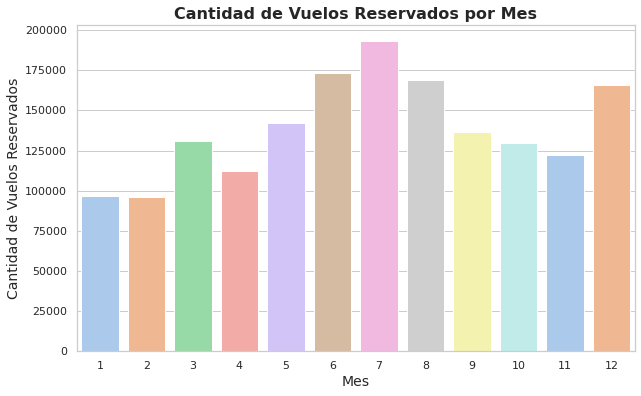 Cantidad de Vuelos Reservados por Mes
Cantidad de Vuelos Reservados
200000
175000
150000
125000
100000
75000
50000
25000
0
1 2 3 4 5 6 7 8 9 10 11 12
Mes